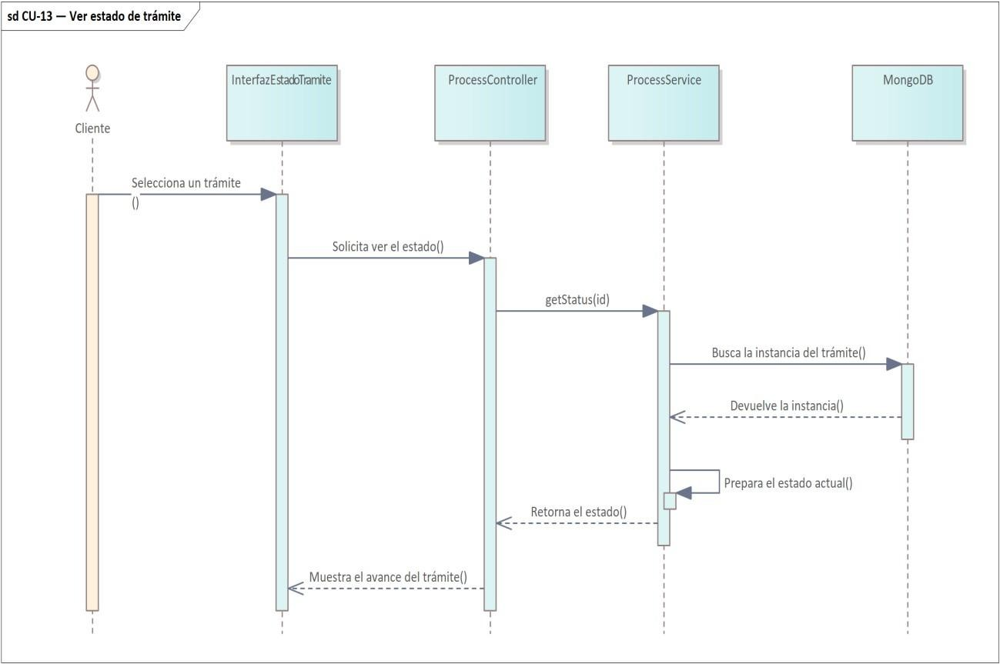 sd CU-13 — Ver estado de trámite
Cliente
InterfazEstadoTramite
ProcessController
ProcessService
MongoDB
Selecciona un trámite
()
Solicita ver el estado()
getStatus(id)
Busca la instancia del trámite()
Devuelve la instancia()
Prepara el estado actual()
Retorna el estado()
Muestra el avance del trámite()